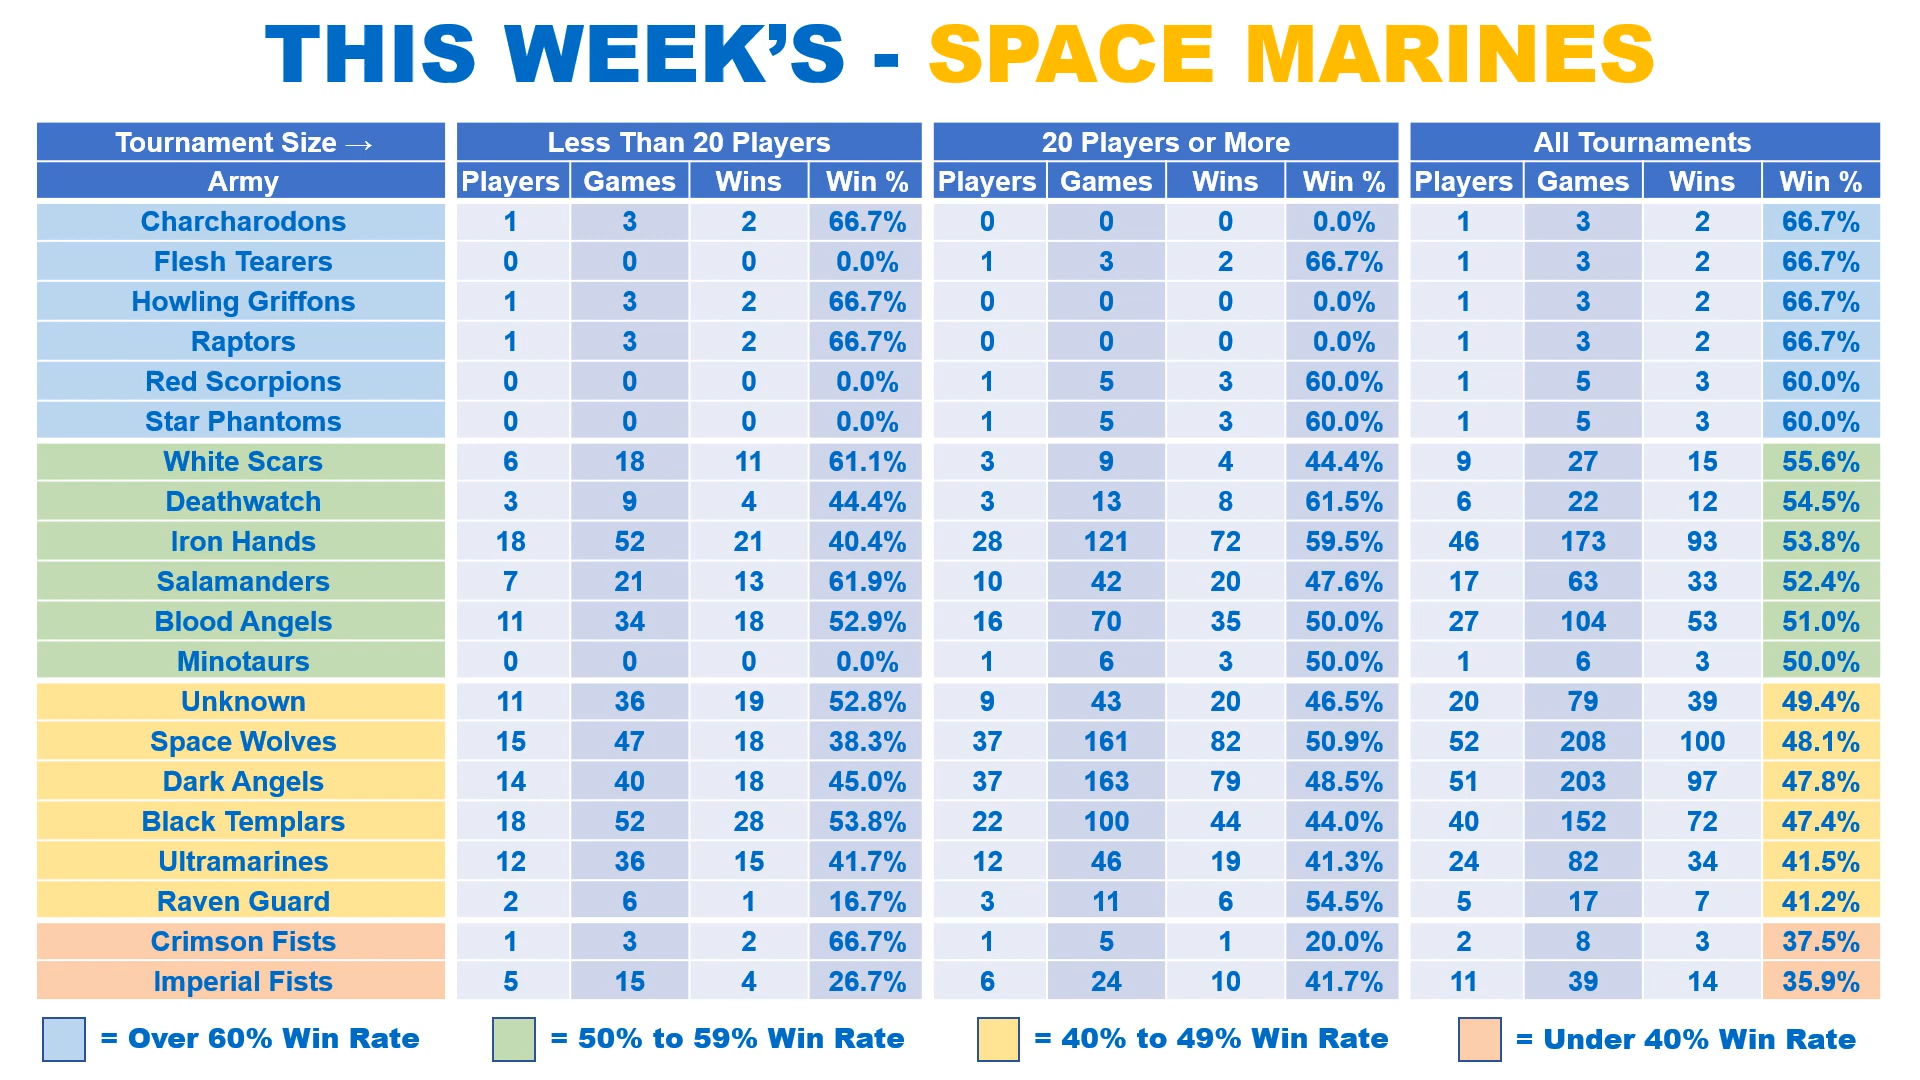 THIS WEEK'S - SPACE MARINES
Tournament Size → Less Than 20 Players 20 Players or More All Tournaments
Army Players Games Wins Win % Players Games Wins Win % Players Games Wins Win %
Charcharodons 1 3 2 66.7% 0 0 0 0.0% 1 3 2 66.7%
Flesh Tearers 0 0 0 0.0% 1 3 2 66.7% 1 3 2 66.7%
Howling Griffons 1 3 2 66.7% 0 0 0 0.0% 1 3 2 66.7%
Raptors 1 3 2 66.7% 0 0 0 0.0% 1 3 2 66.7%
Red Scorpions 0 0 0 0.0% 1 5 3 60.0% 1 5 3 60.0%
Star Phantoms 0 0 0 0.0% 1 5 3 60.0% 1 5 3 60.0%
White Scars 6 18 11 61.1% 3 9 4 44.4% 9 27 15 55.6%
Deathwatch 3 9 4 44.4% 3 13 8 61.5% 6 22 12 54.5%
Iron Hands 18 52 21 40.4% 28 121 72 59.5% 46 173 93 53.8%
Salamanders 7 21 13 61.9% 10 42 20 47.6% 17 63 33 52.4%
Blood Angels 11 34 18 52.9% 16 70 35 50.0% 27 104 53 51.0%
Minotaurs 0 0 0 0.0% 1 6 3 50.0% 1 6 3 50.0%
Unknown 11 36 19 52.8% 9 43 20 46.5% 20 79 39 49.4%
Space Wolves 15 47 18 38.3% 37 161 82 50.9% 52 208 100 48.1%
Dark Angels 14 40 18 45.0% 37 163 79 48.5% 51 203 97 47.8%
Black Templars 18 52 28 53.8% 22 100 44 44.0% 40 152 72 47.4%
Ultramarines 12 36 15 41.7% 12 46 19 41.3% 24 82 34 41.5%
Raven Guard 2 6 1 16.7% 3 11 6 54.5% 5 17 7 41.2%
Crimson Fists 1 3 2 66.7% 1 5 1 20.0% 2 8 3 37.5%
Imperial Fists 5 15 4 26.7% 6 24 10 41.7% 11 39 14 35.9%
= Over 60% Win Rate = 50% to 59% Win Rate = 40% to 49% Win Rate = Under 40% Win Rate